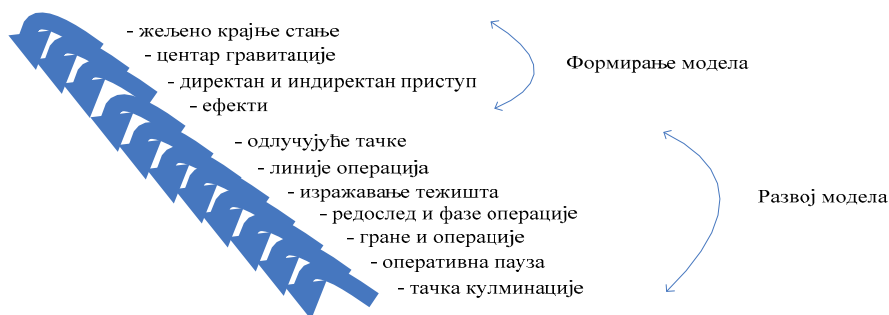 - жељено крајње стање
- центар гравитације
- директан и индиректан приступ
- ефекти
Формирање модела
- одлучујуће тачке
- линије операција
- изражавање тежишта
- редослед и фазе операције
- гране и операције
- оперативна пауза
- тачка кулминације
Развој модела